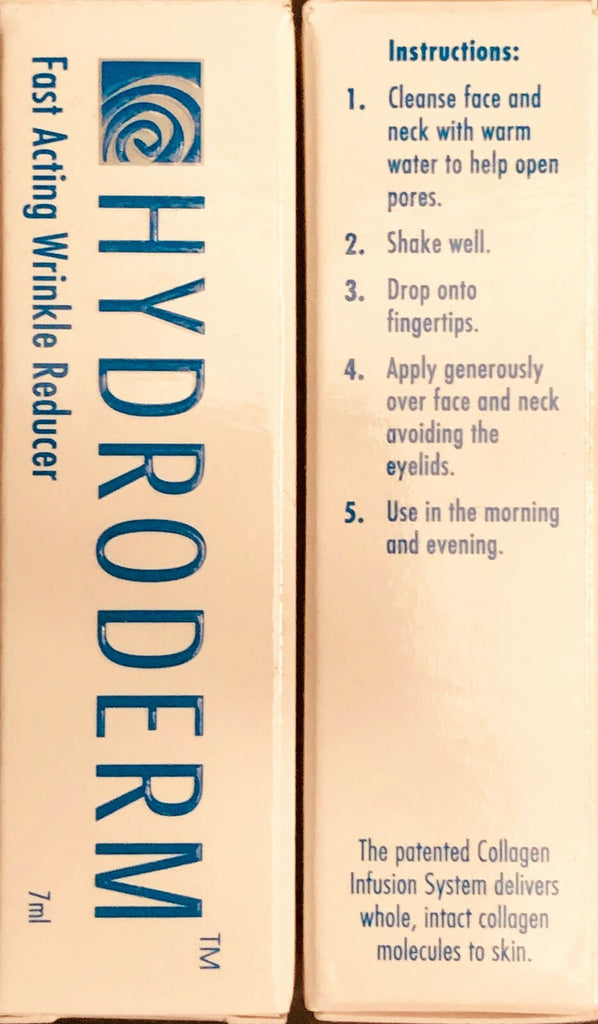 HYDRODERM™
Fast Acting Wrinkle Reducer
7ml
Instructions:
1. Cleanse face and
neck with warm
water to help open
pores.
2. Shake well.
3. Drop onto
fingertips.
4. Apply generously
over face and neck
avoiding the
eyelids.
5. Use in the morning
and evening.
The patented Collagen
Infusion System delivers
whole, intact collagen
molecules to skin.